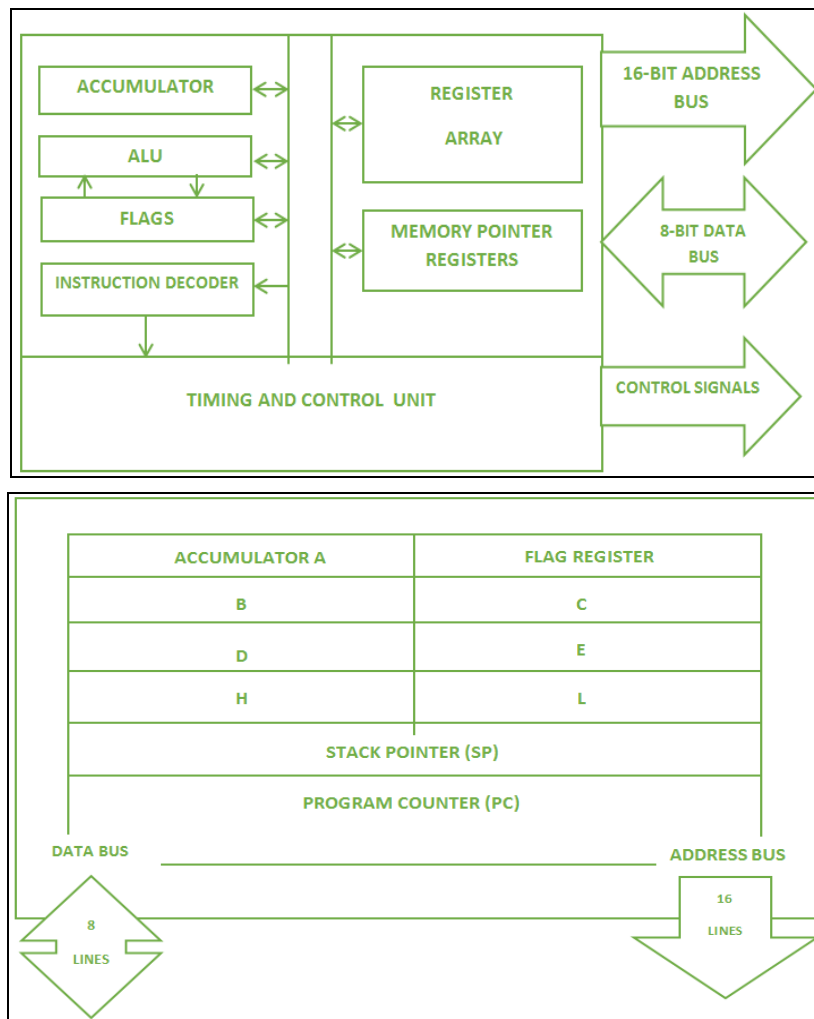 ACCUMULATOR
ALU
FLAGS
INSTRUCTION DECODER
REGISTER
ARRAY
MEMORY POINTER
REGISTERS
TIMING AND CONTROL UNIT
16-BIT ADDRESS
BUS
8-BIT DATA
BUS
CONTROL SIGNALS
ACCUMULATOR A
FLAG REGISTER
B
C
D
E
H
L
STACK POINTER (SP)
PROGRAM COUNTER (PC)
DATA BUS
ADDRESS BUS
8
LINES
16
LINES